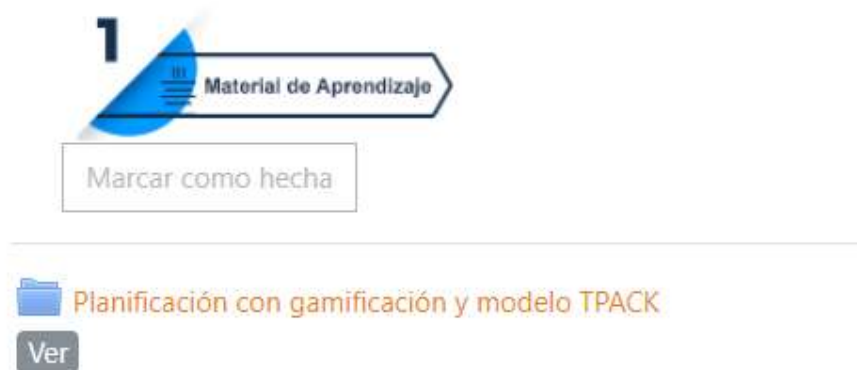 1
Material de Aprendizaje
Marcar como hecha
Planificación con gamificación y modelo TPACK
Ver